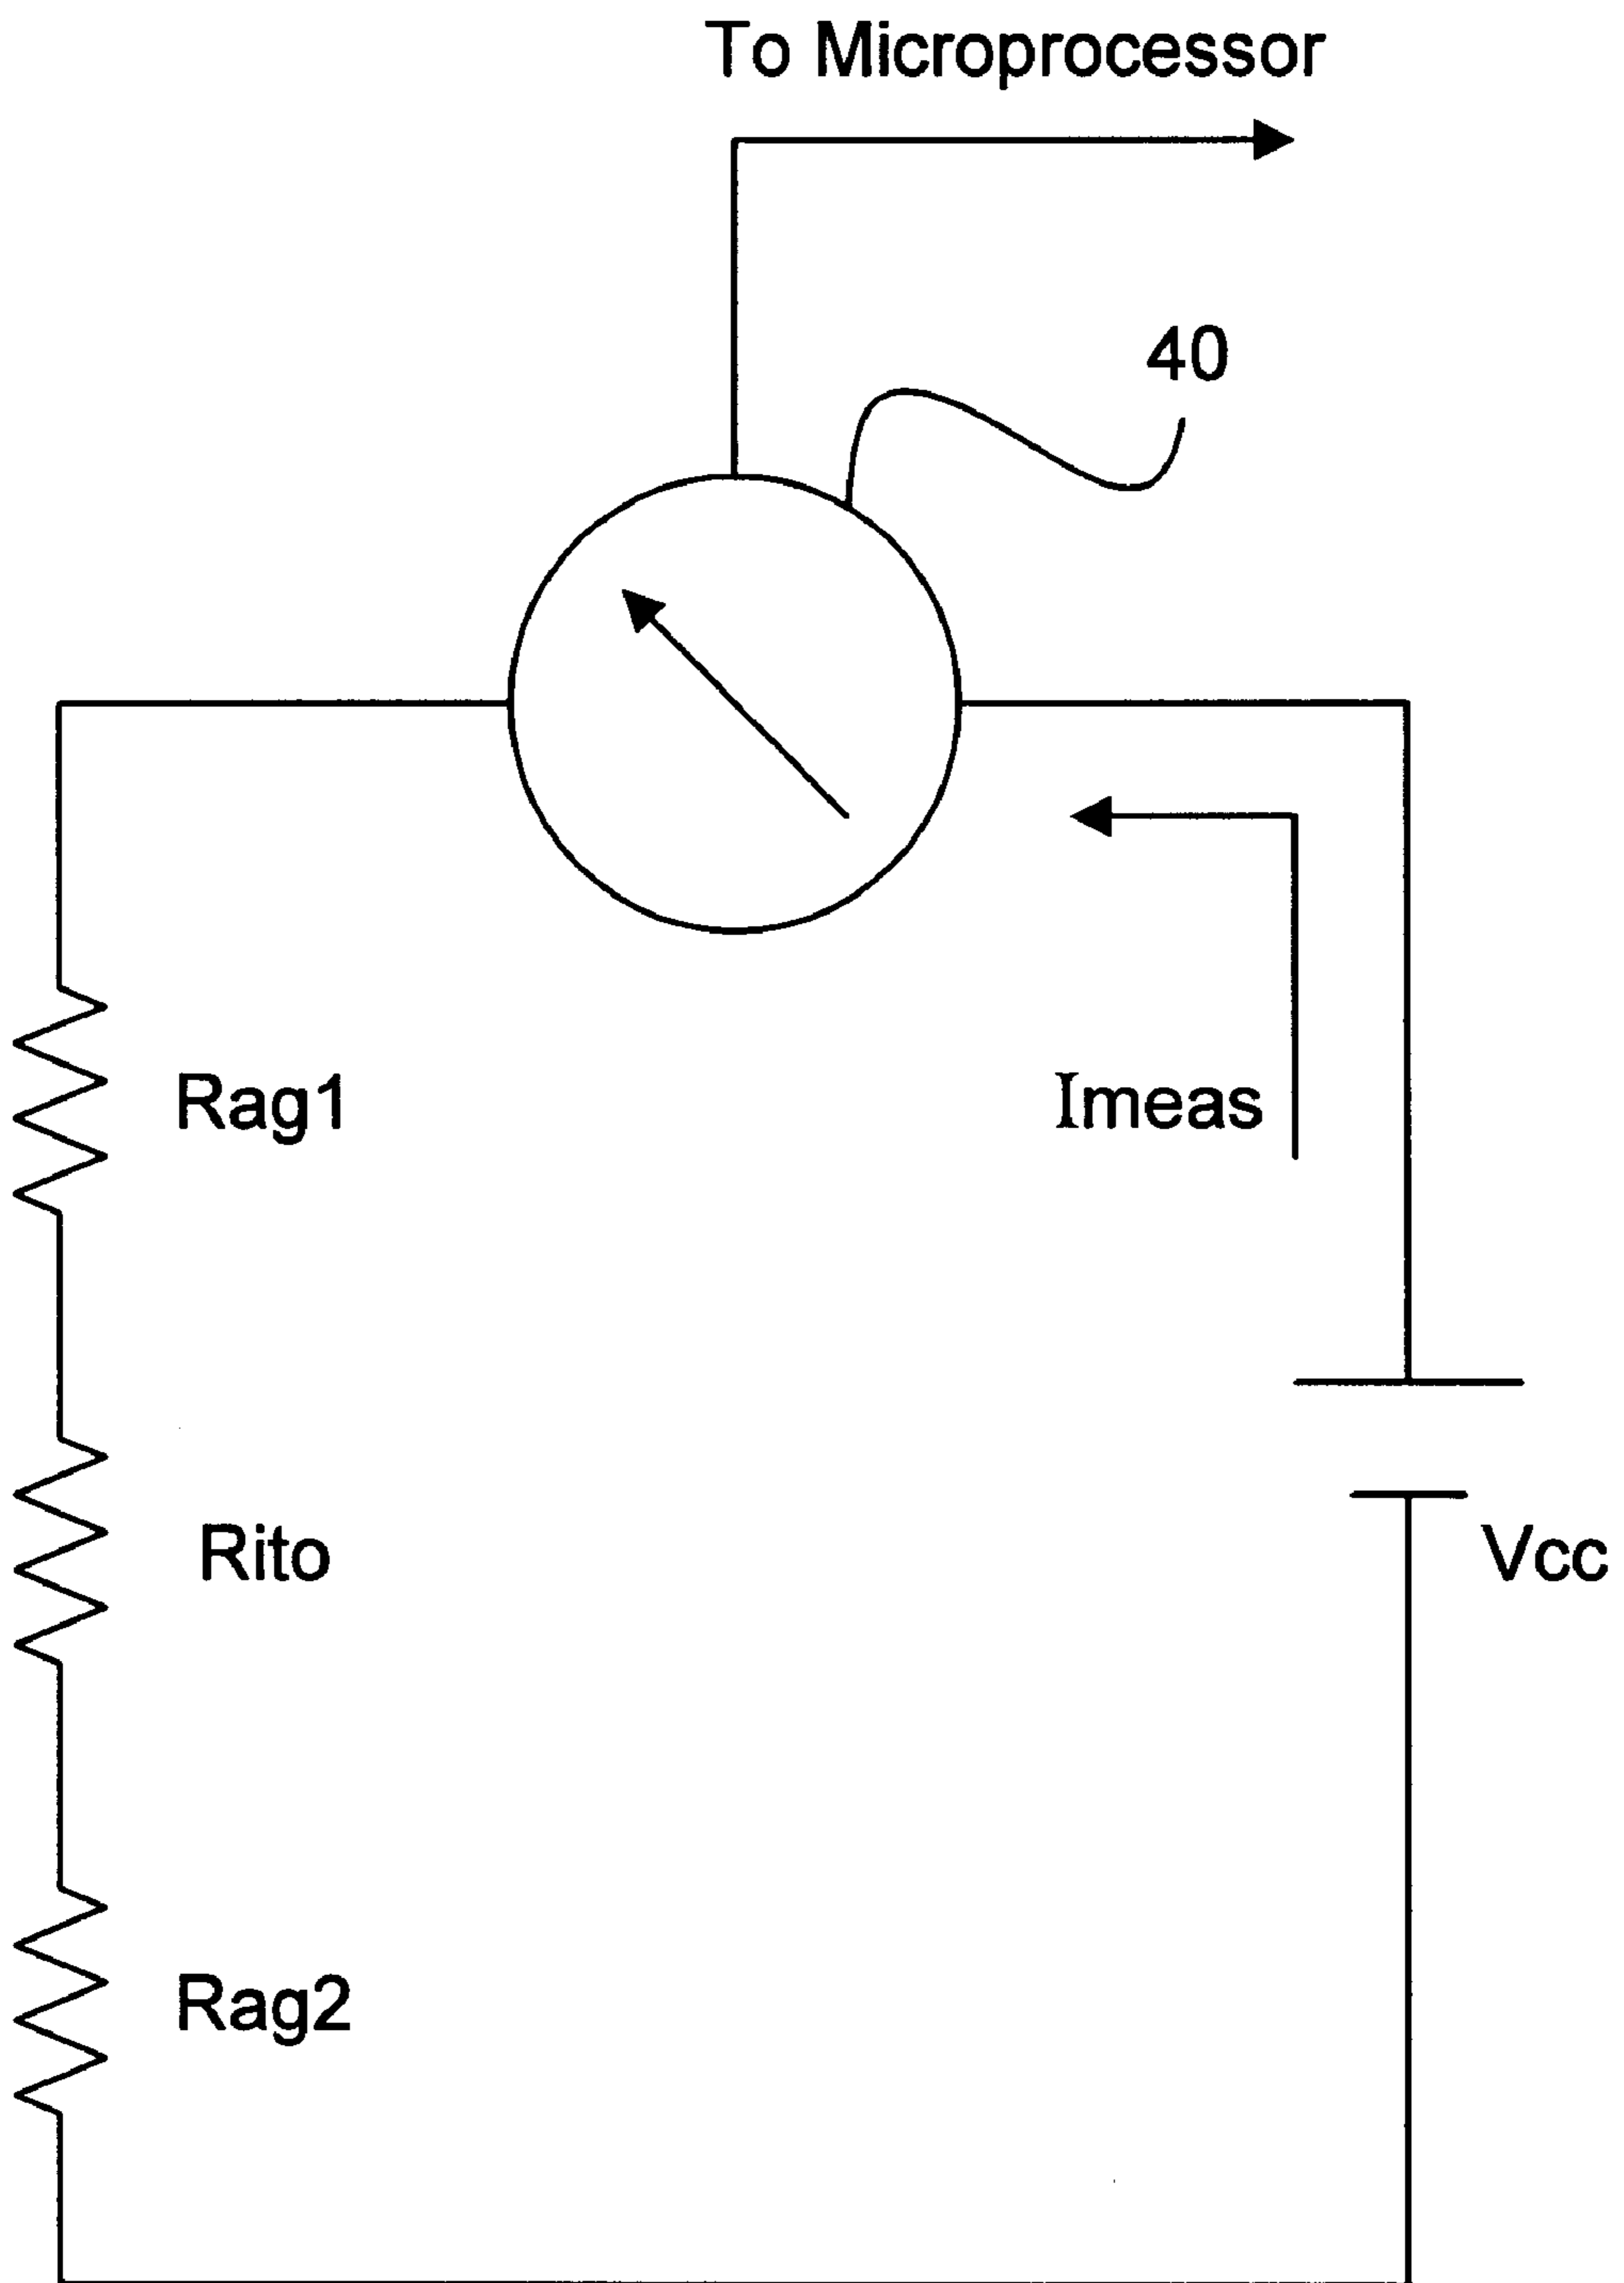 To Microprocessor
40
Rag1
Imeas
Rito
Vcc
Rag2